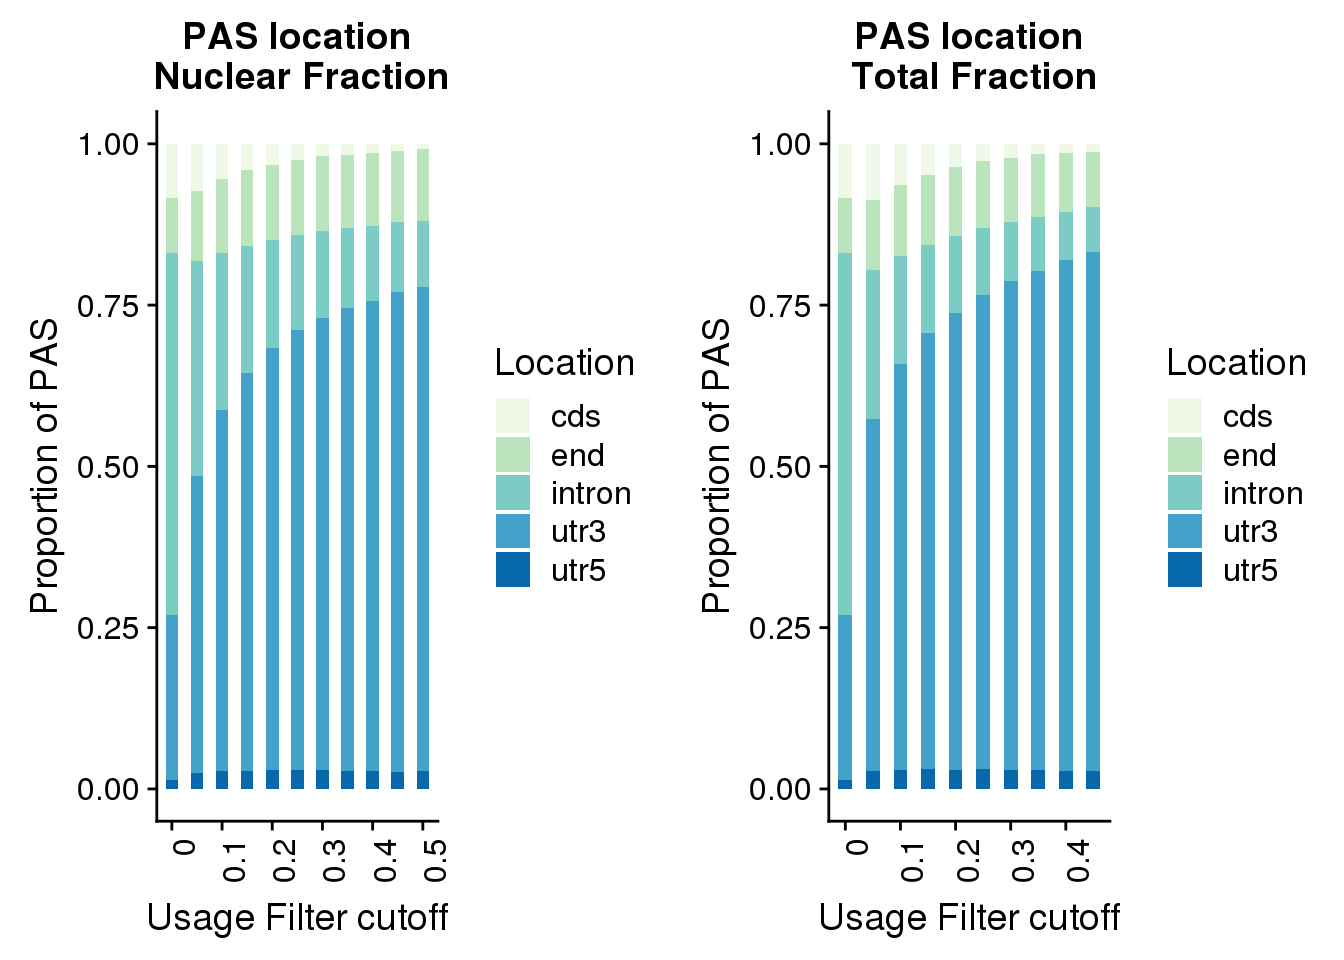 PAS location
Nuclear Fraction
1.00
0.75
0.50
0.25
0.00
Proportion of PAS
0
0.1
0.2
0.3
0.4
0.5
Usage Filter cutoff
Location
cds
end
intron
utr3
utr5
PAS location
Total Fraction
1.00
0.75
0.50
0.25
0.00
Proportion of PAS
0
0.1
0.2
0.3
0.4
Usage Filter cutoff
Location
cds
end
intron
utr3
utr5